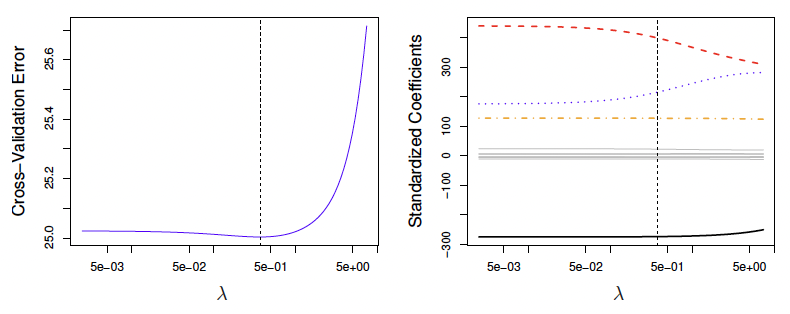 Cross−Validation Error
25.0 25.2 25.4 25.6
5e−03 5e−02 5e−01 5e+00
λ
Standardized Coefficients
−300 −100 0 100 300
5e−03 5e−02 5e−01 5e+00
λ